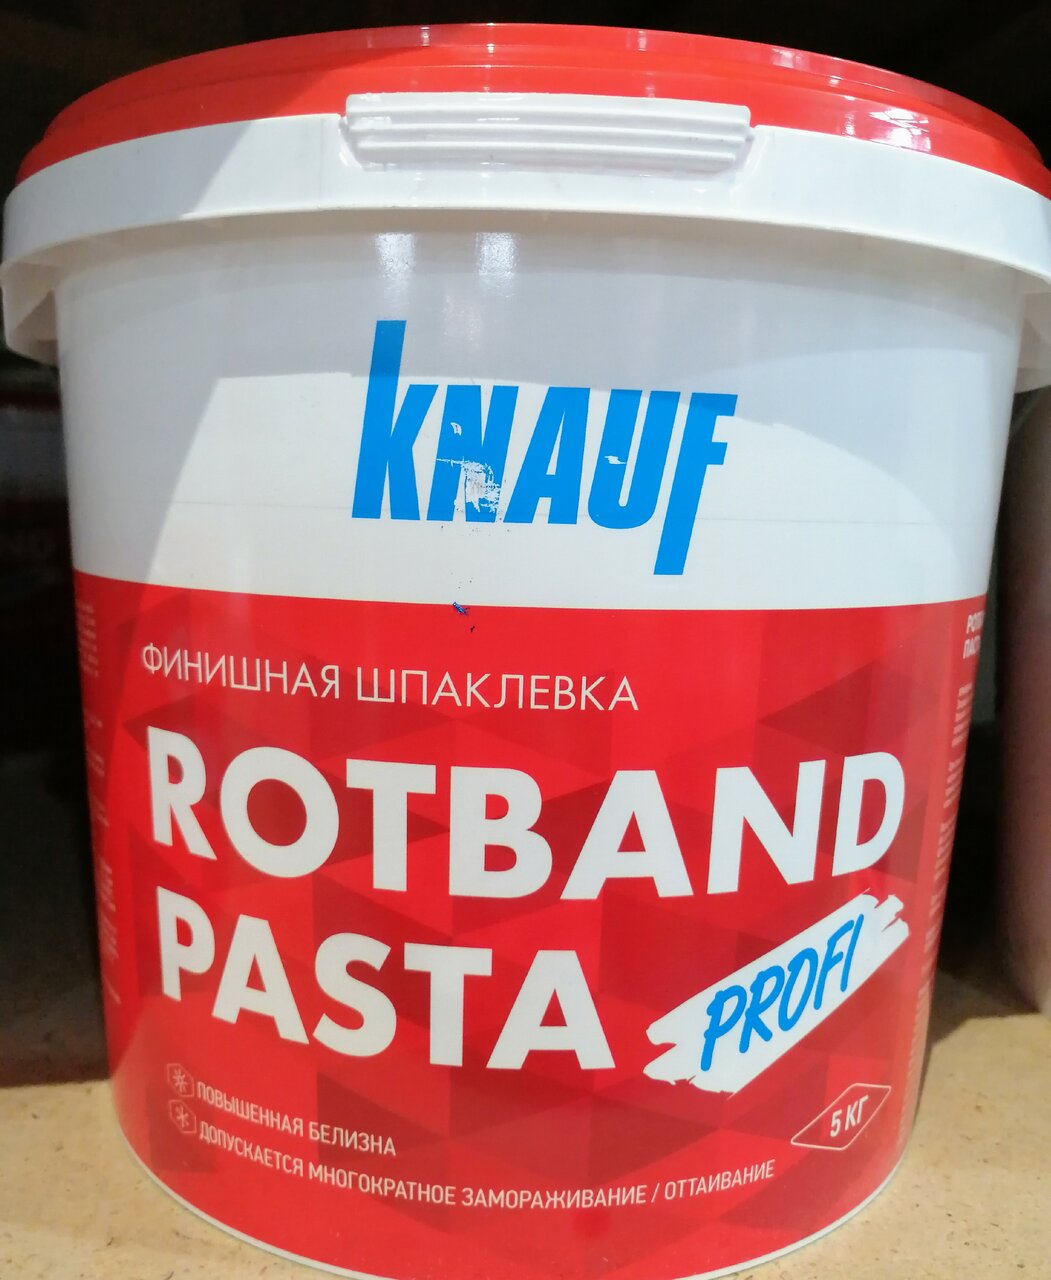 KNAUF
ФИНИШНАЯ ШПАКЛЕВКА
ROTBAND
PASTA
PROFI
ПОВЫШЕННАЯ БЕЛИЗНА
ДОПУСКАЕТСЯ МНОГОКРАТНОЕ ЗАМОРАЖИВАНИЕ / ОТТАИВАНИЕ
5 КГ